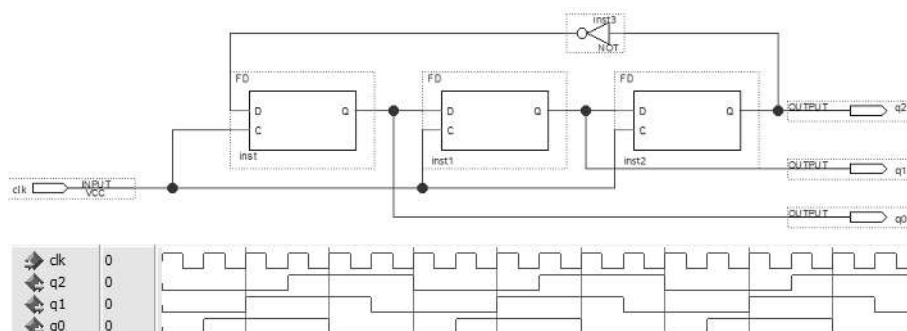 inst3
NOT
FD FD FD
D Q D Q D Q OUTPUT q2
C C C
inst inst1 inst2 OUTPUT q1
clk INPUT
VCC
OUTPUT q0
clk 0
q2 0
q1 0
q0 0